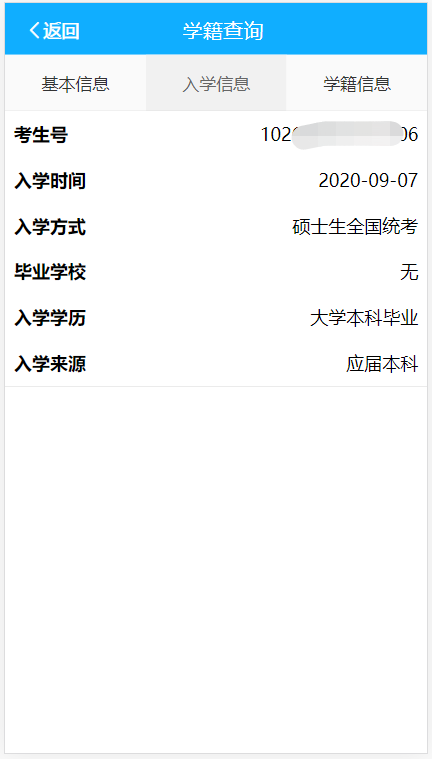 返回 学籍查询
基本信息 入学信息 学籍信息
考生号 102 06
入学时间 2020-09-07
入学方式 硕士生全国统考
毕业学校 无
入学学历 大学本科毕业
入学来源 应届本科